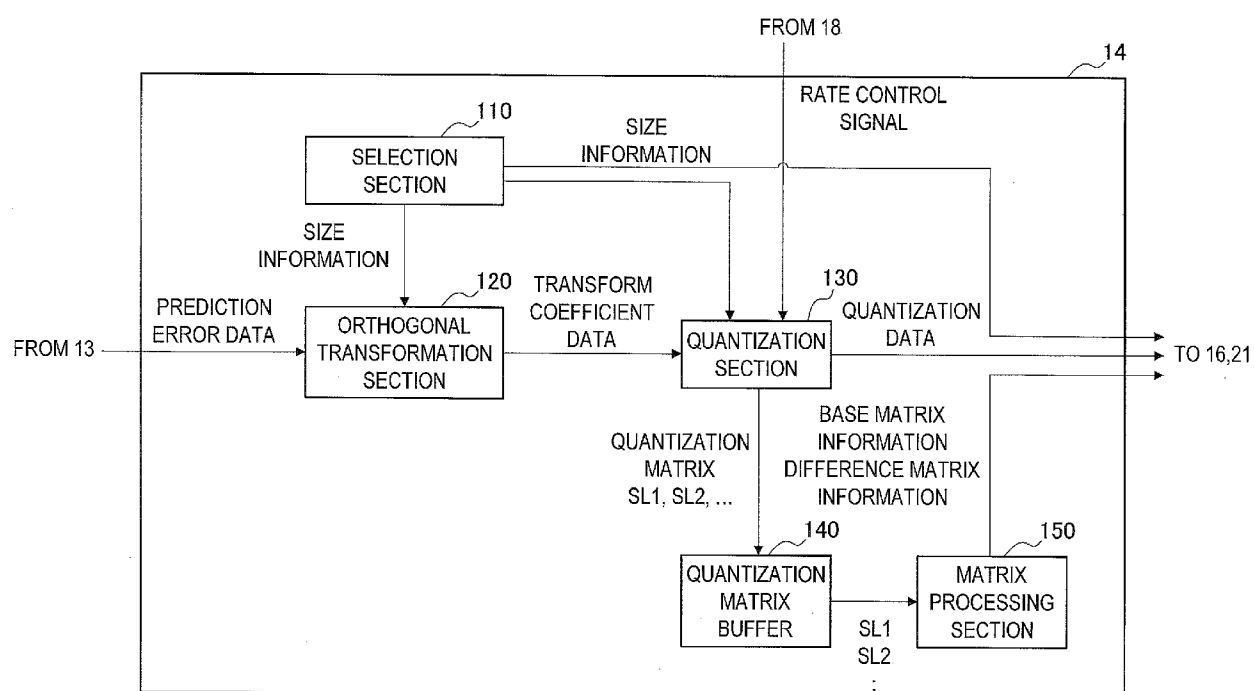 FROM 18
14
RATE CONTROL
SIGNAL
110
SIZE
INFORMATION
SELECTION
SECTION
SIZE
INFORMATION
120
TRANSFORM
COEFFICIENT
DATA
130
QUANTIZATION
DATA
PREDICTION
ERROR DATA
FROM 13
ORTHOGONAL
TRANSFORMATION
SECTION
QUANTIZATION
SECTION
TO 16,21
QUANTIZATION
MATRIX
SL1, SL2, ...
BASE MATRIX
INFORMATION
DIFFERENCE MATRIX
INFORMATION
140
150
QUANTIZATION
MATRIX
BUFFER
MATRIX
PROCESSING
SECTION
SL1
SL2
⋮